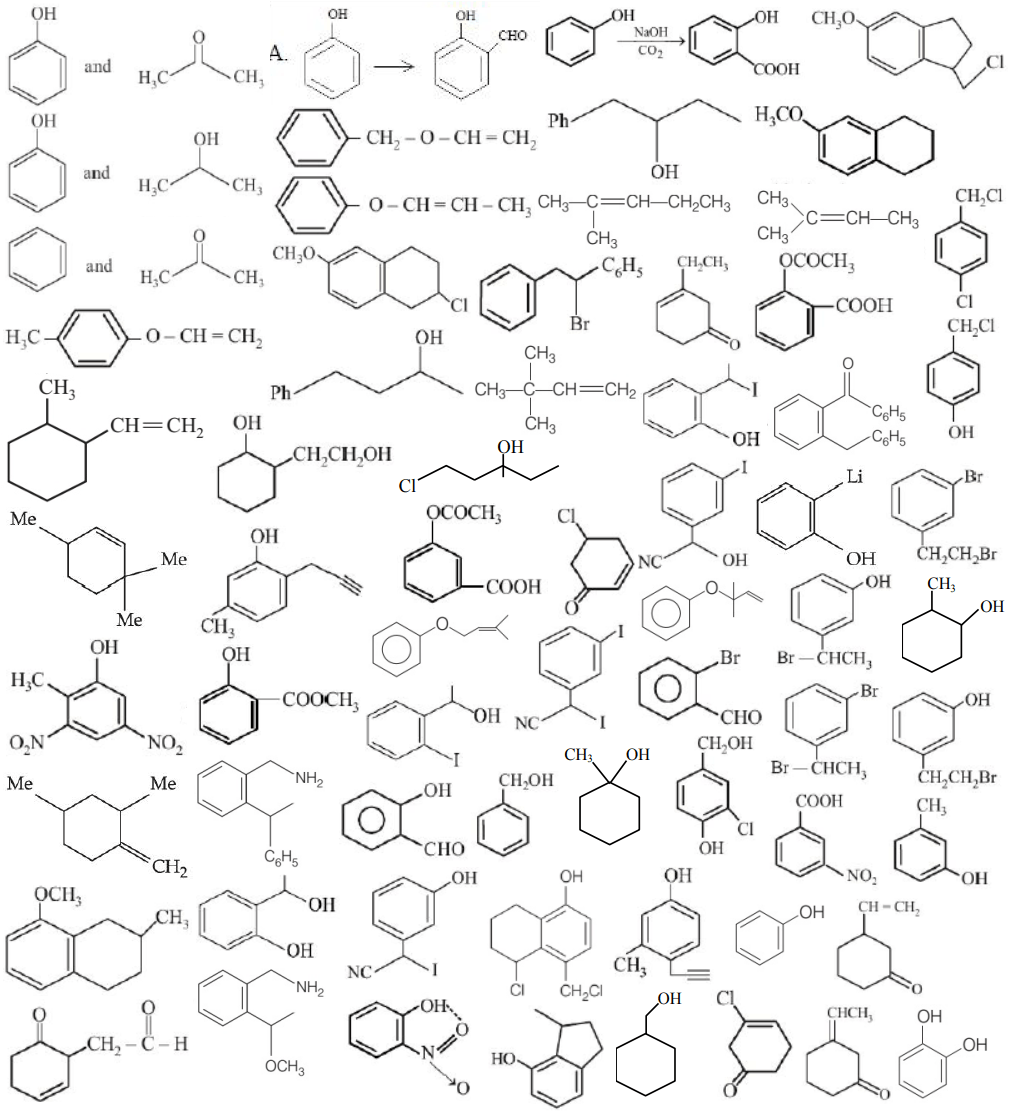 OH
O
and
H₃C CH₃
A. OH
OH
CHO
OH
NaOH
CO₂
OH
COOH
CH₃O
Cl
OH
and
OH
H₃C CH₃
CH₂–O–CH=CH₂
Ph
OH
H₃CO
O–CH=CH–CH₃
CH₃–C=CH–CH₂CH₃
CH₃
CH₃
C=CH–CH₃
CH₃
CH₂Cl
Cl
and
O
H₃C CH₃
CH₃O
Cl
C₆H₅
Br
CH₂CH₃
O
OCOCH₃
COOH
H₃C
O–CH=CH₂
OH
Ph
CH₃
CH₃–C–CH=CH₂
CH₃
I
OH
O
C₆H₅
C₆H₅
CH₂Cl
OH
CH₃
CH=CH₂
OH
CH₂CH₂OH
OH
Cl
I
NC OH
Li
OH
Br
CH₂CH₂Br
Me
Me
Me
OH
CH₃
OCOCH₃
COOH
Cl
O
O
O
OH
Br–CHCH₃
CH₃
OH
OH
H₃C
O₂N NO₂
OH
COOCH₃
OH
I
I
NC I
Br
CHO
Br
Br–CHCH₃
OH
CH₂CH₂Br
Me Me
CH₂
NH₂
C₆H₅
OH
CHO
CH₂OH
CH₃ OH
CH₂OH
Cl
OH
COOH
NO₂
CH₃
OH
OCH₃
CH₃
OH
OH
OH
NC I
OH
Cl CH₂Cl
OH
CH₃
OH
CH=CH₂
O
O O
CH₂–C–H
NH₂
OCH₃
OH
N O
O
HO
OH
Cl
O
CHCH₃
O
OH
OH